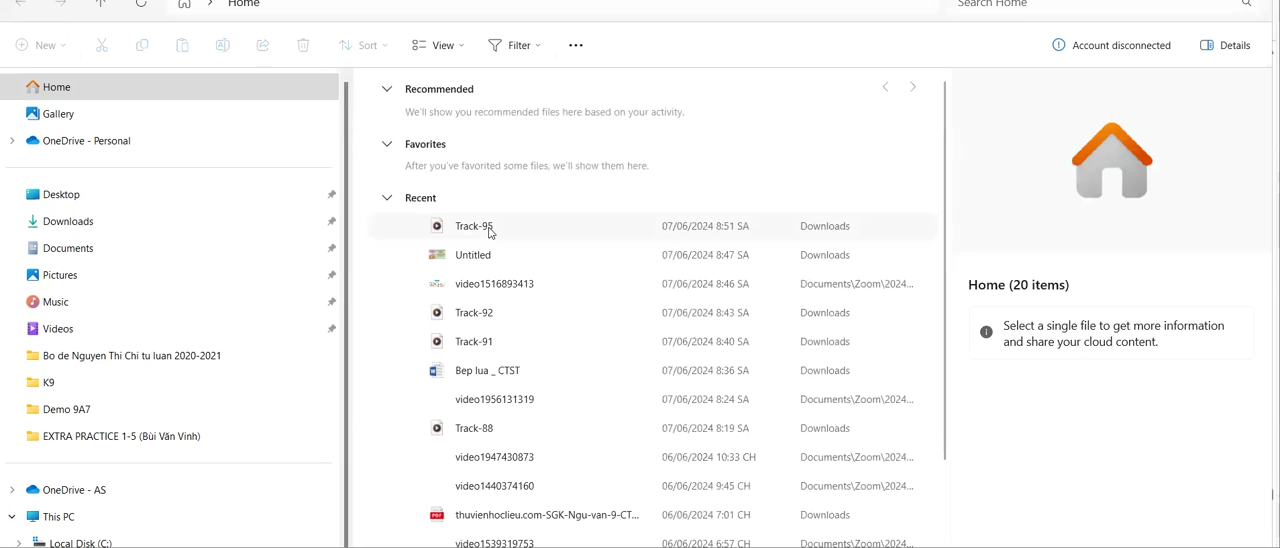 Home
Search Home
New
Sort
View
Filter
Account disconnected
Details
Home
Gallery
OneDrive - Personal
Desktop
Downloads
Documents
Pictures
Music
Videos
Bo de Nguyen Thi Chi tu luan 2020-2021
K9
Demo 9A7
EXTRA PRACTICE 1-5 (Bùi Văn Vinh)
OneDrive - AS
This PC
Local Disk (C:)
Recommended
We'll show you recommended files here based on your activity.
Favorites
After you've favorited some files, we'll show them here.
Recent
Track-95 07/06/2024 8:51 SA Downloads
Untitled 07/06/2024 8:47 SA Downloads
video1516893413 07/06/2024 8:46 SA Documents\Zoom\2024...
Track-92 07/06/2024 8:43 SA Downloads
Track-91 07/06/2024 8:40 SA Downloads
Bep lua _ CTST 07/06/2024 8:36 SA Downloads
video1956131319 07/06/2024 8:24 SA Documents\Zoom\2024...
Track-88 07/06/2024 8:19 SA Downloads
video1947430873 06/06/2024 10:33 CH Documents\Zoom\2024...
video1440374160 06/06/2024 9:45 CH Documents\Zoom\2024...
thuvienhoclieu.com-SGK-Ngu-van-9-CT... 06/06/2024 7:01 CH Downloads
video1539319753 06/06/2024 6:57 CH Documents\Zoom\2024...
Home (20 items)
Select a single file to get more information
and share your cloud content.